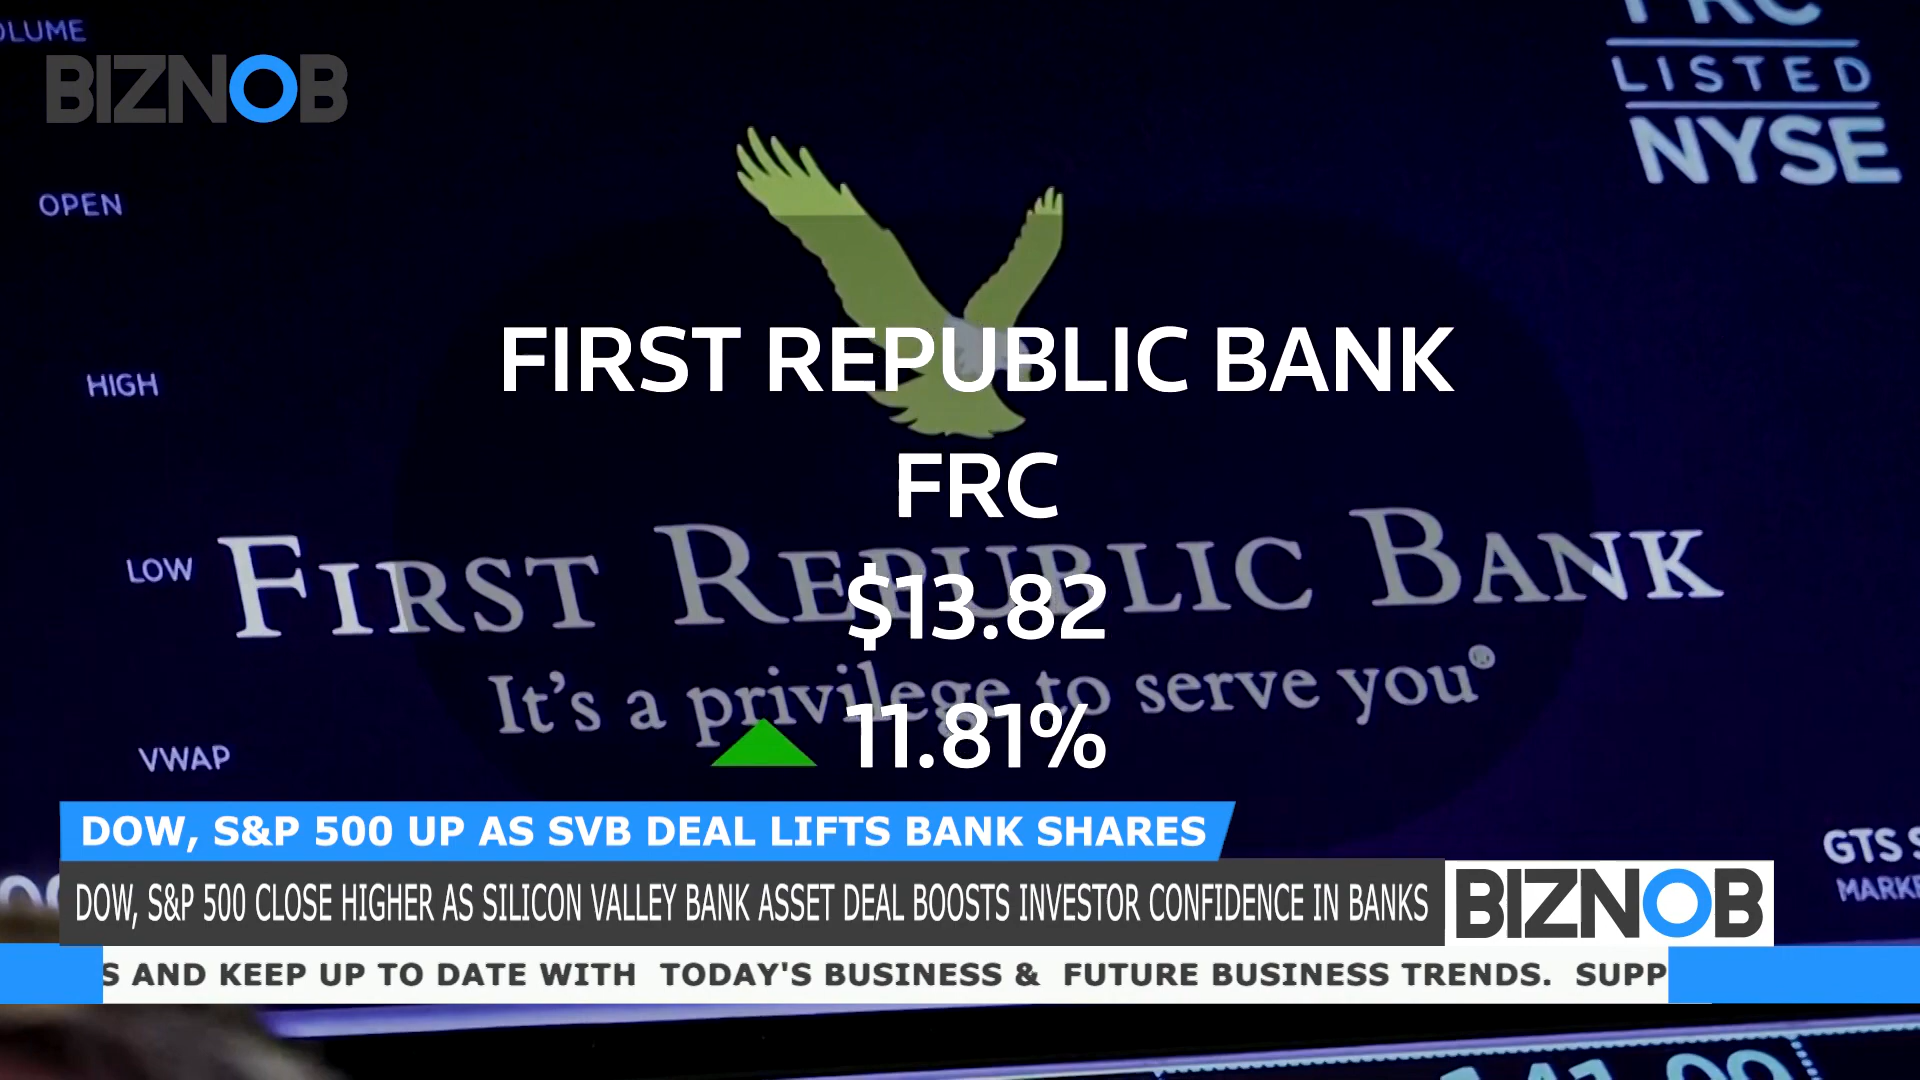 BIZNOB
LISTED
NYSE
OPEN
HIGH
LOW
VWAP
FIRST REPUBLIC BANK
It's a privilege to serve you®
FIRST REPUBLIC BANK
FRC
$13.82
11.81%
GTS
DOW, S&P 500 UP AS SVB DEAL LIFTS BANK SHARES
DOW, S&P 500 CLOSE HIGHER AS SILICON VALLEY BANK ASSET DEAL BOOSTS INVESTOR CONFIDENCE IN BANKS
BIZNOB
S AND KEEP UP TO DATE WITH TODAY'S BUSINESS & FUTURE BUSINESS TRENDS. SUPP